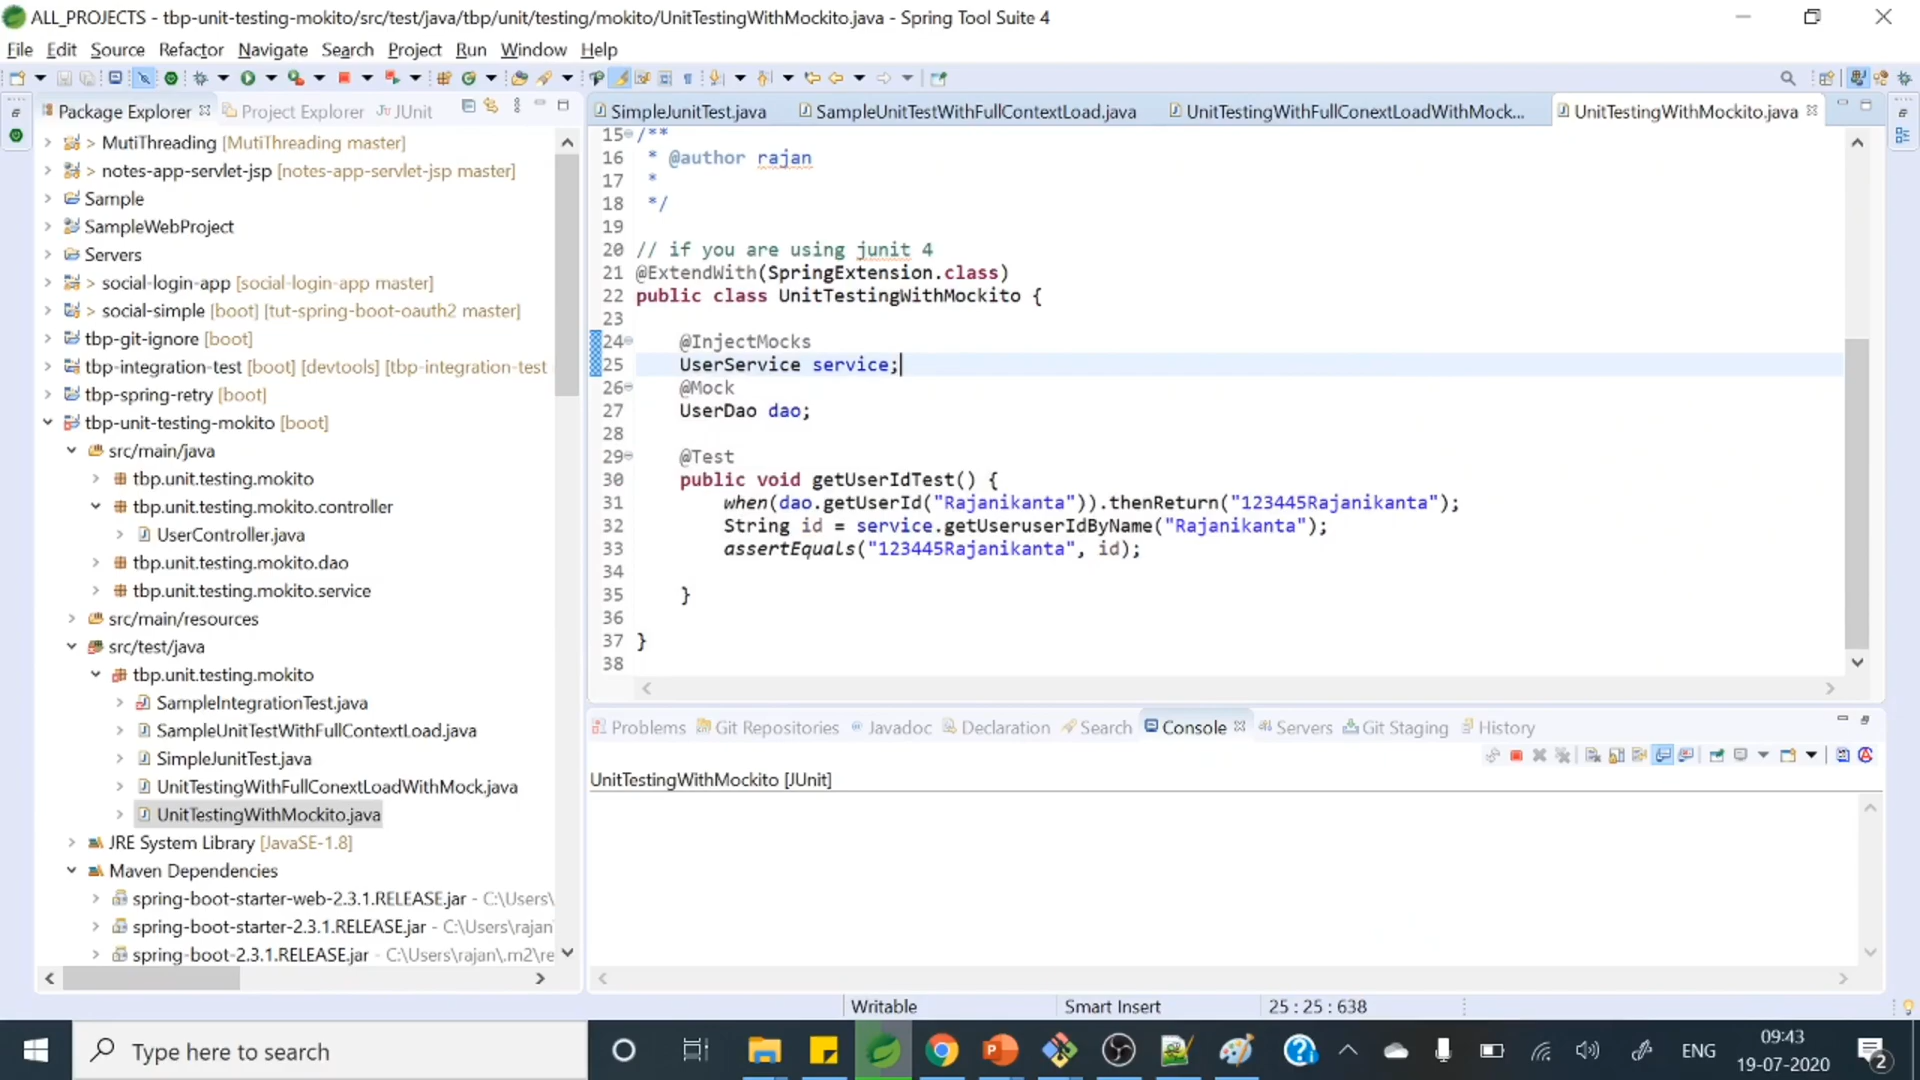 ALL_PROJECTS - tbp-unit-testing-mokito/src/test/java/tbp/unit/testing/mokito/UnitTestingWithMockito.java - Spring Tool Suite 4
File Edit Source Refactor Navigate Search Project Run Window Help
Package Explorer Project Explorer JUnit
SimpleJunitTest.java SampleUnitTestWithFullContextLoad.java UnitTestingWithFullConextLoadWithMock... UnitTestingWithMockito.java
> MutiThreading [MutiThreading master]
> notes-app-servlet-jsp [notes-app-servlet-jsp master]
Sample
SampleWebProject
Servers
> social-login-app [social-login-app master]
> social-simple [boot] [tut-spring-boot-oauth2 master]
tbp-git-ignore [boot]
tbp-integration-test [boot] [devtools] [tbp-integration-test
tbp-spring-retry [boot]
tbp-unit-testing-mokito [boot]
src/main/java
tbp.unit.testing.mokito
tbp.unit.testing.mokito.controller
UserController.java
tbp.unit.testing.mokito.dao
tbp.unit.testing.mokito.service
src/main/resources
src/test/java
tbp.unit.testing.mokito
SampleIntegrationTest.java
SampleUnitTestWithFullContextLoad.java
SimpleJunitTest.java
UnitTestingWithFullConextLoadWithMock.java
UnitTestingWithMockito.java
JRE System Library [JavaSE-1.8]
Maven Dependencies
spring-boot-starter-web-2.3.1.RELEASE.jar - C:\Users\
spring-boot-starter-2.3.1.RELEASE.jar - C:\Users\rajan\
spring-boot-2.3.1.RELEASE.jar - C:\Users\rajan\.m2\re
15 /**
16 * @author rajan
17 *
18 */
19
20 // if you are using junit 4
21 @ExtendWith(SpringExtension.class)
22 public class UnitTestingWithMockito {
23
24 @InjectMocks
25 UserService service;
26 @Mock
27 UserDao dao;
28
29 @Test
30 public void getUserIdTest() {
31 when(dao.getUserId("Rajanikanta")).thenReturn("123445Rajanikanta");
32 String id = service.getUseruserIdByName("Rajanikanta");
33 assertEquals("123445Rajanikanta", id);
34
35 }
36
37 }
38
Problems Git Repositories Javadoc Declaration Search Console Servers Git Staging History
UnitTestingWithMockito [JUnit]
Writable Smart Insert 25 : 25 : 638
Type here to search
ENG
09:43
19-07-2020
2